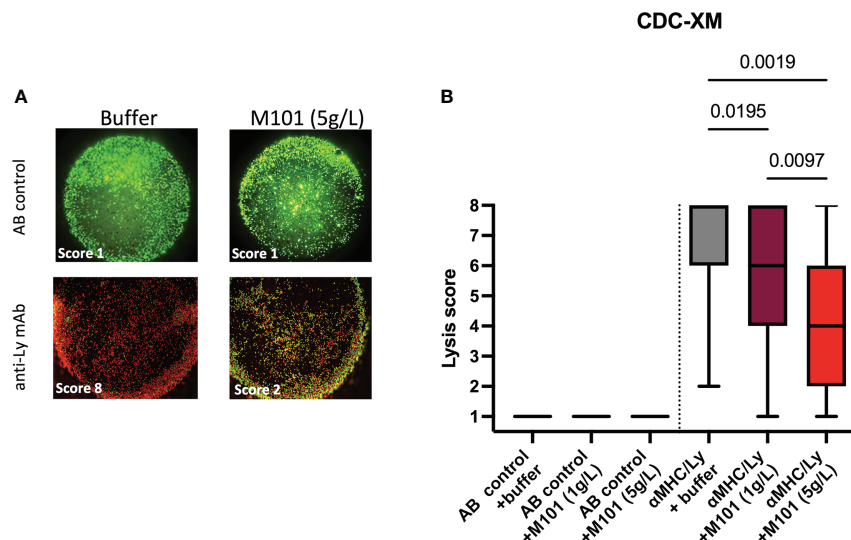 CDC-XM
A
B
Buffer
M101 (5g/L)
AB control
Score 1
Score 1
anti-Ly mAb
Score 8
Score 2
0.0019
0.0195
0.0097
Lysis score
8
7
6
5
4
3
2
1
AB control
+buffer
AB control
+M101 (1g/L)
AB control
+M101 (5g/L)
αMHC/Ly
+ buffer
αMHC/Ly
+M101 (1g/L)
αMHC/Ly
+M101 (5g/L)